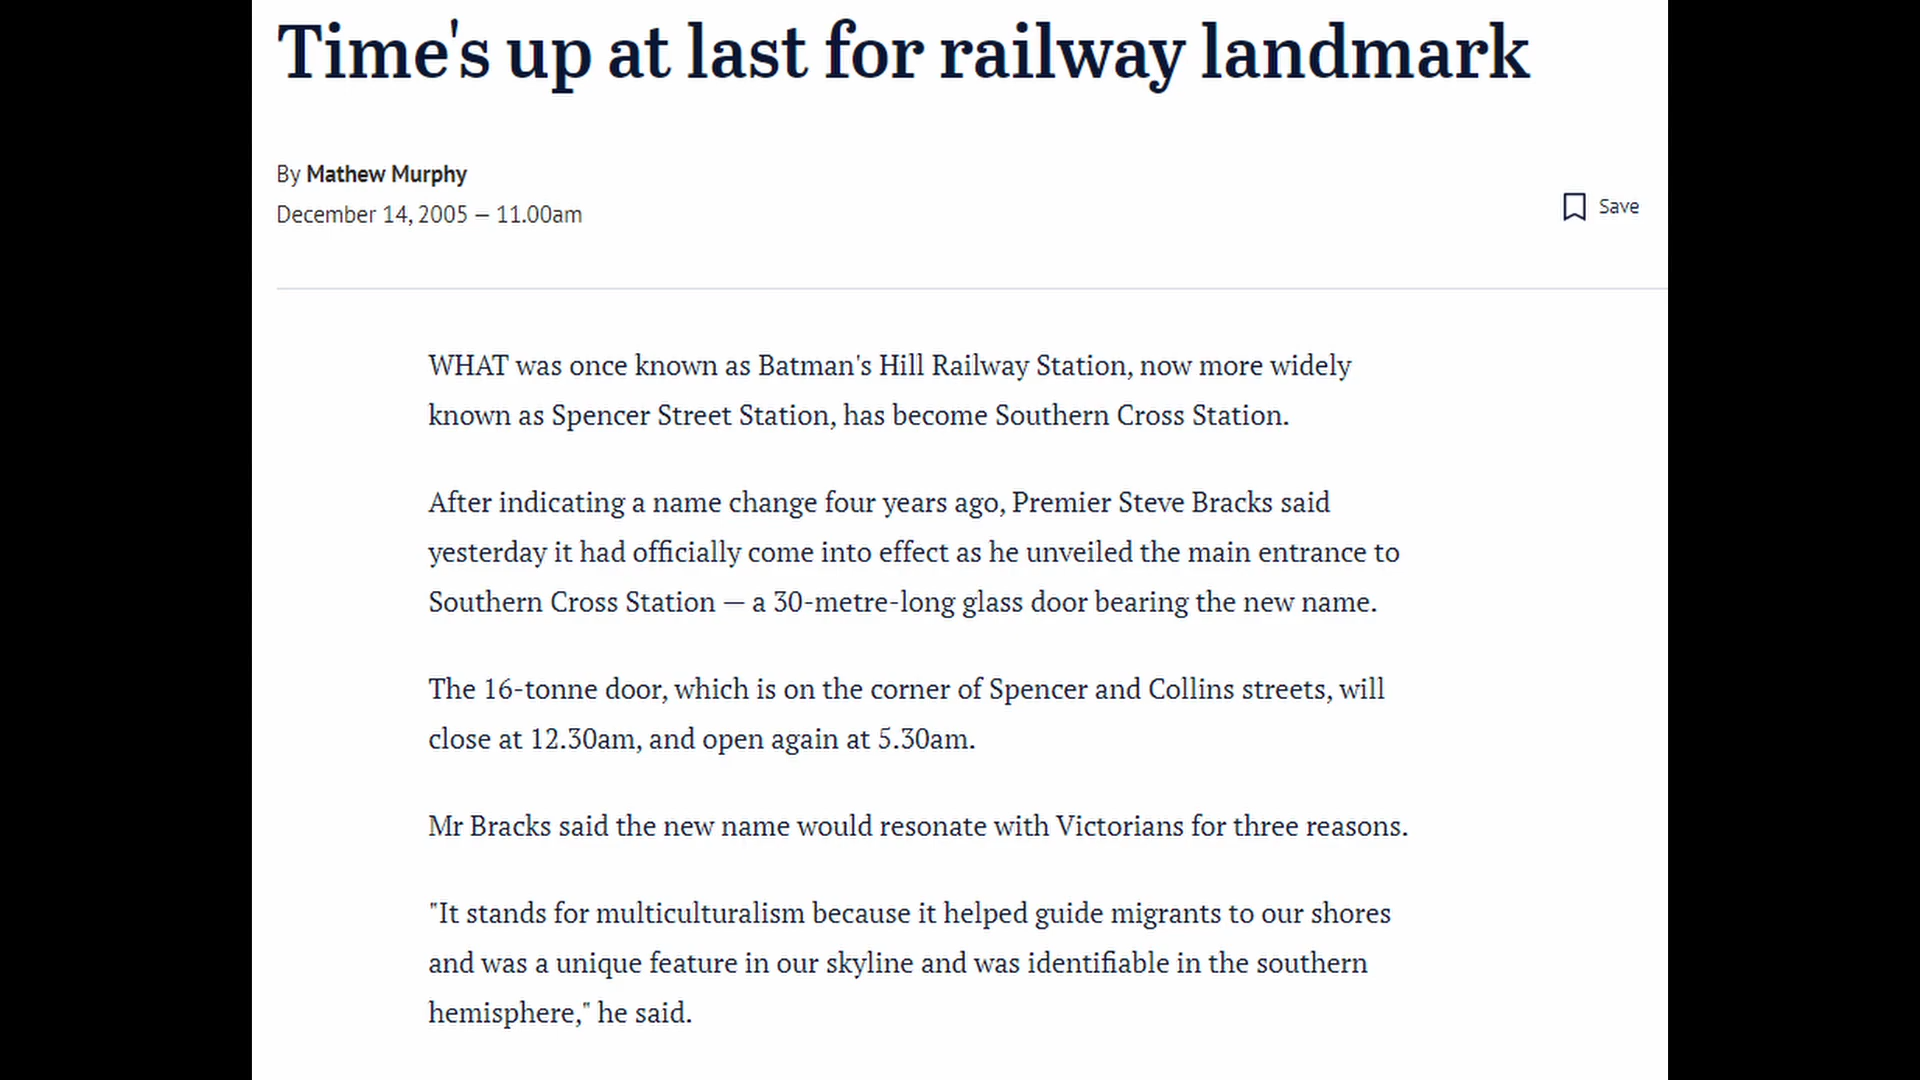 Time's up at last for railway landmark
By Mathew Murphy
December 14, 2005 — 11.00am
Save
WHAT was once known as Batman's Hill Railway Station, now more widely
known as Spencer Street Station, has become Southern Cross Station.
After indicating a name change four years ago, Premier Steve Bracks said
yesterday it had officially come into effect as he unveiled the main entrance to
Southern Cross Station — a 30-metre-long glass door bearing the new name.
The 16-tonne door, which is on the corner of Spencer and Collins streets, will
close at 12.30am, and open again at 5.30am.
Mr Bracks said the new name would resonate with Victorians for three reasons.
"It stands for multiculturalism because it helped guide migrants to our shores
and was a unique feature in our skyline and was identifiable in the southern
hemisphere," he said.